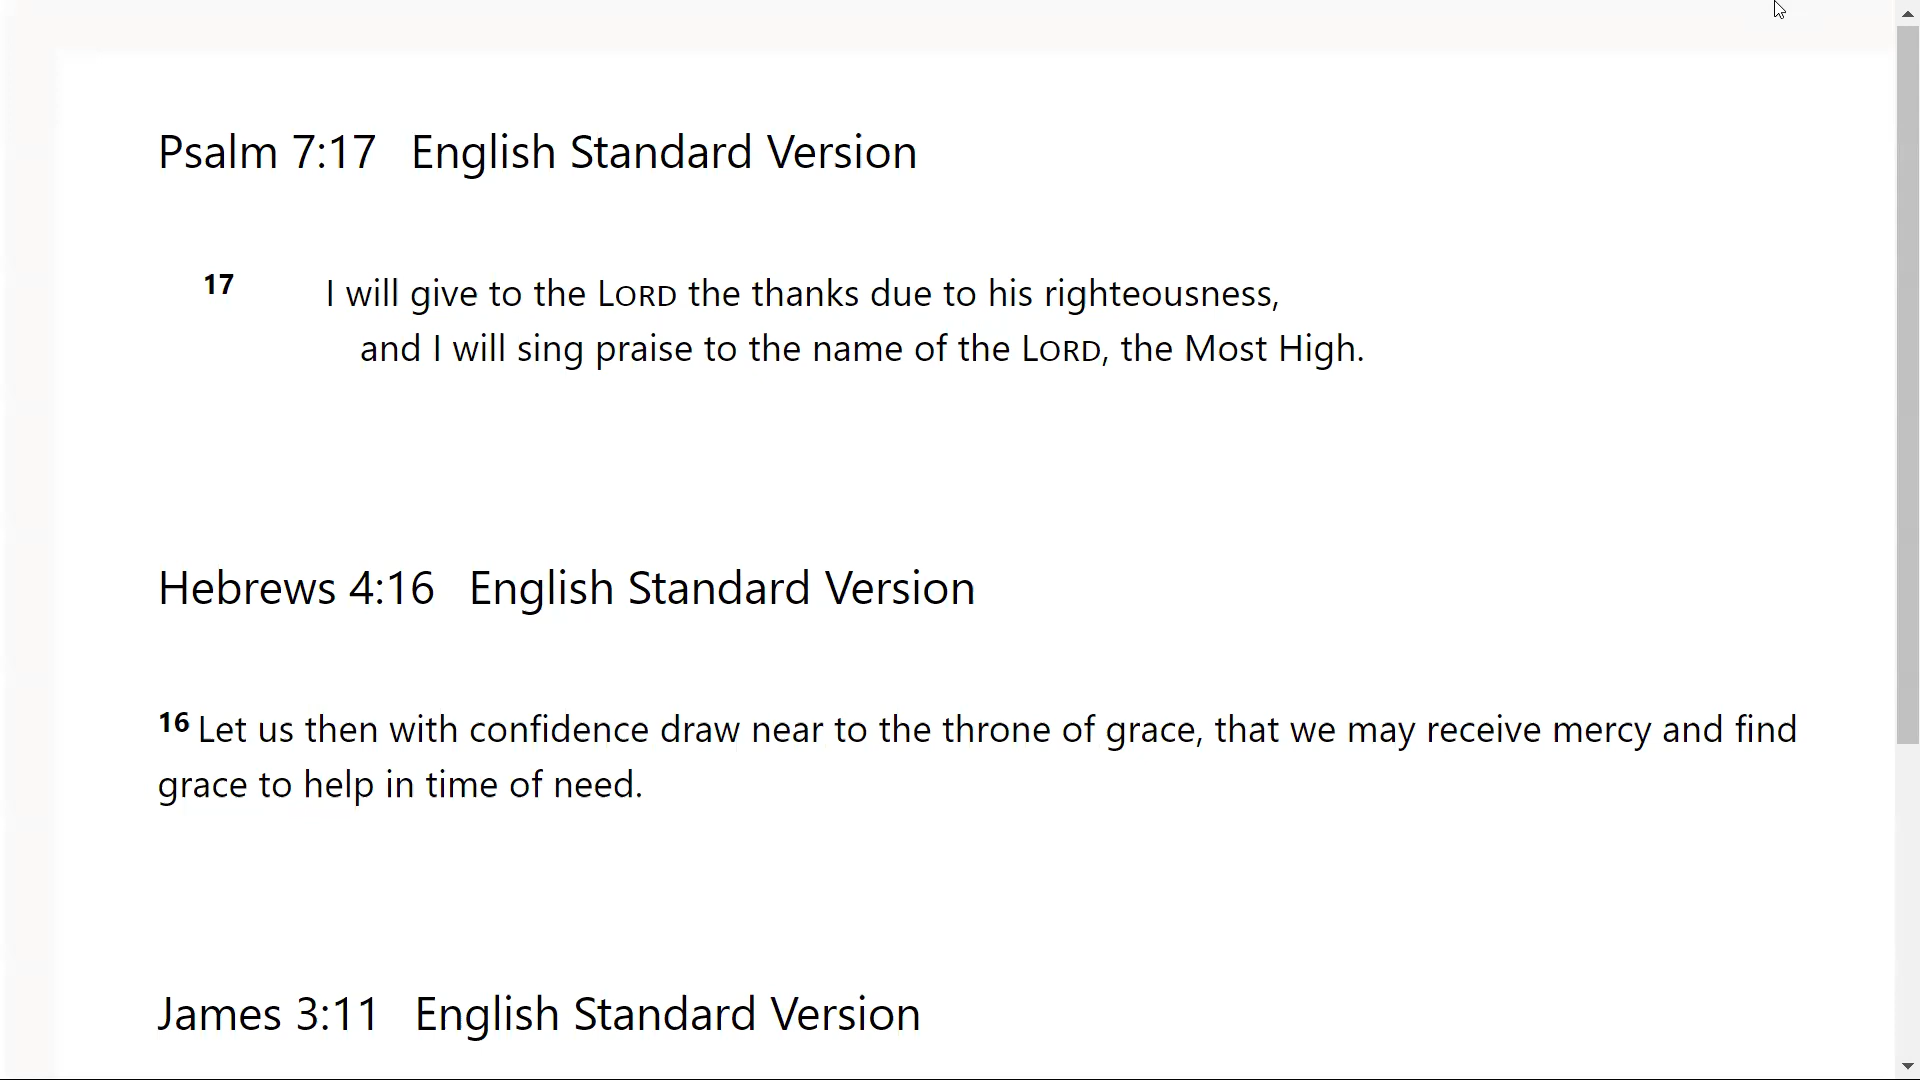 Psalm 7:17 English Standard Version
17 I will give to the LORD the thanks due to his righteousness,
and I will sing praise to the name of the LORD, the Most High.
Hebrews 4:16 English Standard Version
16 Let us then with confidence draw near to the throne of grace, that we may receive mercy and find
grace to help in time of need.
James 3:11 English Standard Version